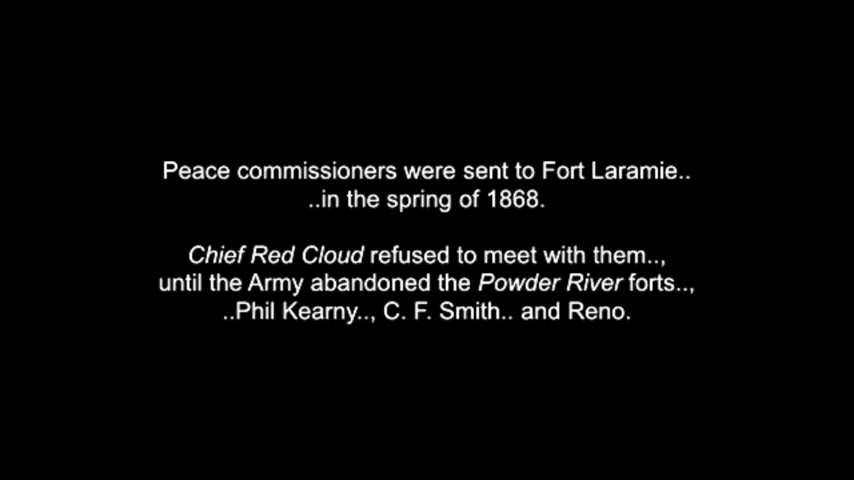 Peace commissioners were sent to Fort Laramie..
..in the spring of 1868.
Chief Red Cloud refused to meet with them..,
until the Army abandoned the Powder River forts..,
..Phil Kearny.., C. F. Smith.. and Reno.